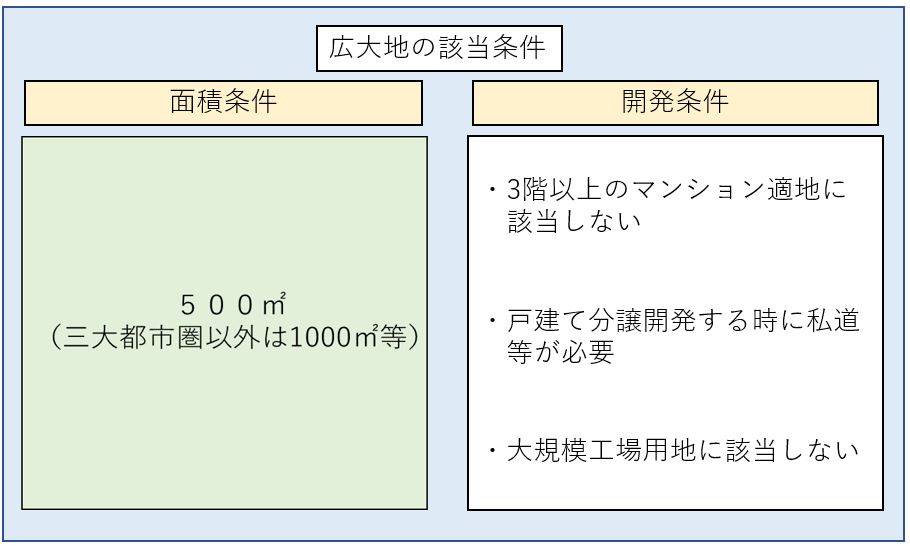 広大地の該当条件
面積条件
５００㎡
（三大都市圏以外は1000㎡等）
開発条件
・3階以上のマンション適地に
該当しない
・戸建て分譲開発する時に私道
等が必要
・大規模工場用地に該当しない